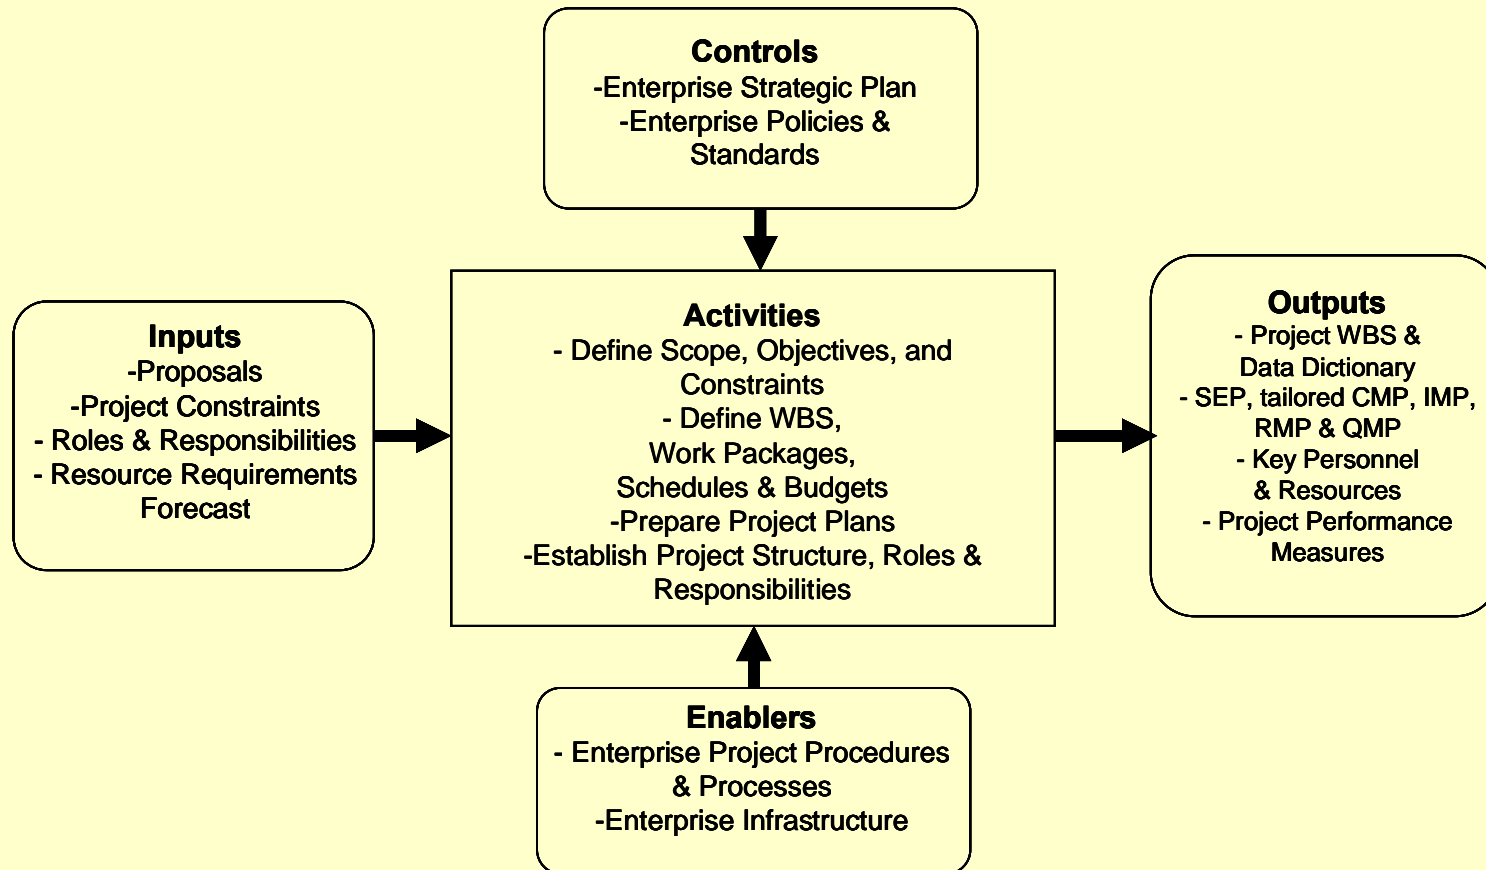 Controls
-Enterprise Strategic Plan
-Enterprise Policies &
Standards
Inputs
-Proposals
-Project Constraints
- Roles & Responsibilities
- Resource Requirements
Forecast
Activities
- Define Scope, Objectives, and
Constraints
- Define WBS,
Work Packages,
Schedules & Budgets
-Prepare Project Plans
-Establish Project Structure, Roles &
Responsibilities
Outputs
- Project WBS &
Data Dictionary
- SEP, tailored CMP, IMP,
RMP & QMP
- Key Personnel
& Resources
- Project Performance
Measures
Enablers
- Enterprise Project Procedures
& Processes
-Enterprise Infrastructure